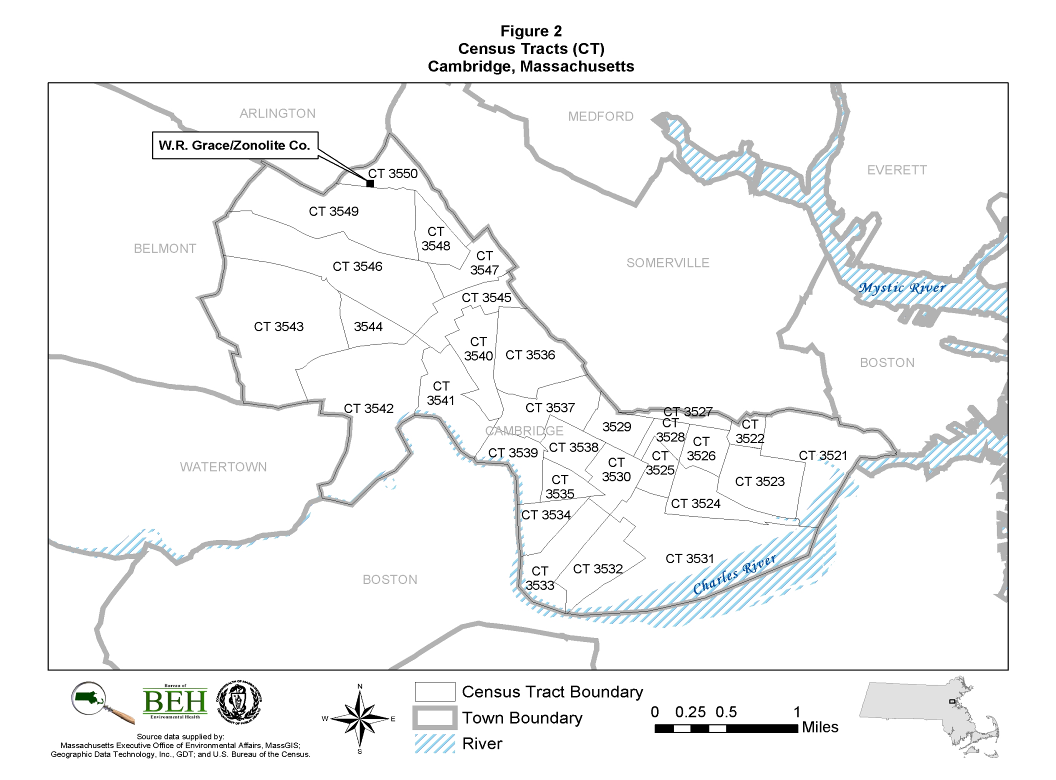 Figure 2
Census Tracts (CT)
Cambridge, Massachusetts
ARLINGTON
MEDFORD
W.R. Grace/Zonolite Co.
CT 3550
EVERETT
CT 3549
CT
3548
BELMONT
CT
3547
SOMERVILLE
CT 3546
Mystic River
CT 3545
CT 3543
3544
CT
3540
CT 3536
BOSTON
CT
3541
CT 3542
CT 3537
CT 3527
3529
CT
3528
CT
3522
CAMBRIDGE
CT 3538
CT
3526
CT 3539
CT 3521
WATERTOWN
CT
3530
CT
3525
CT
3535
CT 3523
CT 3524
CT 3534
CT 3531
CT 3532
CT
3533
Charles River
BOSTON
Bureau of
BEH
Environmental Health
N
W
E
S
Census Tract Boundary
Town Boundary
River
0 0.25 0.5 1
Miles
Source data supplied by:
Massachusetts Executive Office of Environmental Affairs, MassGIS;
Geographic Data Technology, Inc., GDT; and U.S. Bureau of the Census.